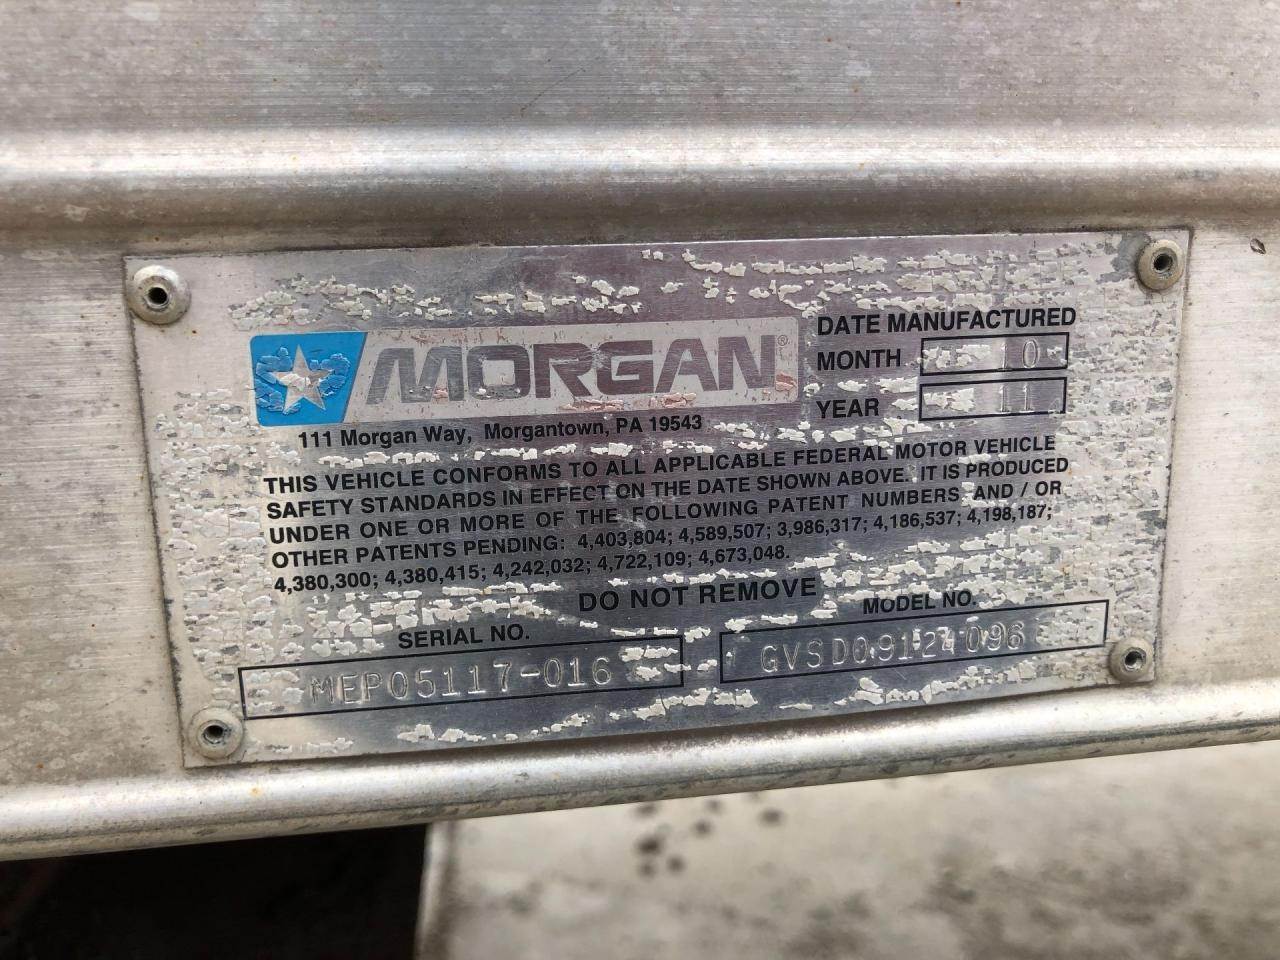 MORGAN®
111 Morgan Way, Morgantown, PA 19543
DATE MANUFACTURED
MONTH 10
YEAR 11
THIS VEHICLE CONFORMS TO ALL APPLICABLE FEDERAL MOTOR VEHICLE
SAFETY STANDARDS IN EFFECT ON THE DATE SHOWN ABOVE. IT IS PRODUCED
UNDER ONE OR MORE OF THE FOLLOWING PATENT NUMBERS AND / OR
OTHER PATENTS PENDING: 4,403,804; 4,589,507; 3,986,317; 4,186,537; 4,198,187;
4,380,300; 4,380,415; 4,242,032; 4,722,109; 4,673,048.
DO NOT REMOVE
SERIAL NO.
MEP05117-016
MODEL NO.
GVSD09124096